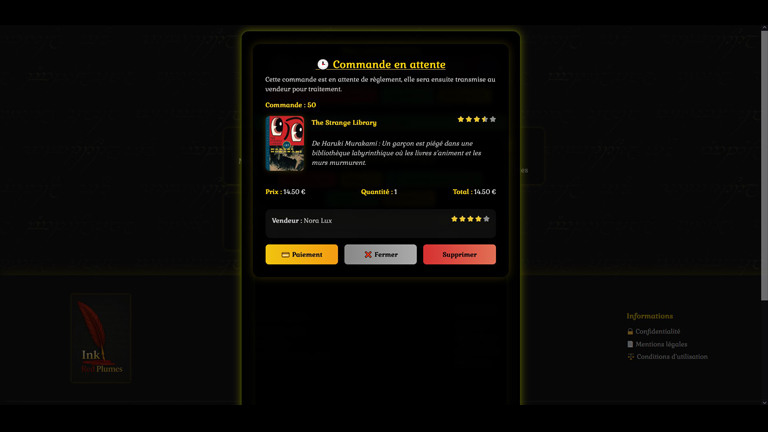 Commande en attente
Cette commande est en attente de règlement, elle sera ensuite transmise au
vendeur pour traitement.
Commande : 50
The Strange Library
De Haruki Murakami : Un garçon est piégé dans une
bibliothèque labyrinthique où les livres s'animent et les
murs murmurent.
Prix : 14.50 € Quantité : 1 Total : 14.50 €
Vendeur : Nora Lux
Paiement Fermer Supprimer
Informations
Confidentialité
Mentions légales
Conditions d'utilisation
Ink
Red Plumes